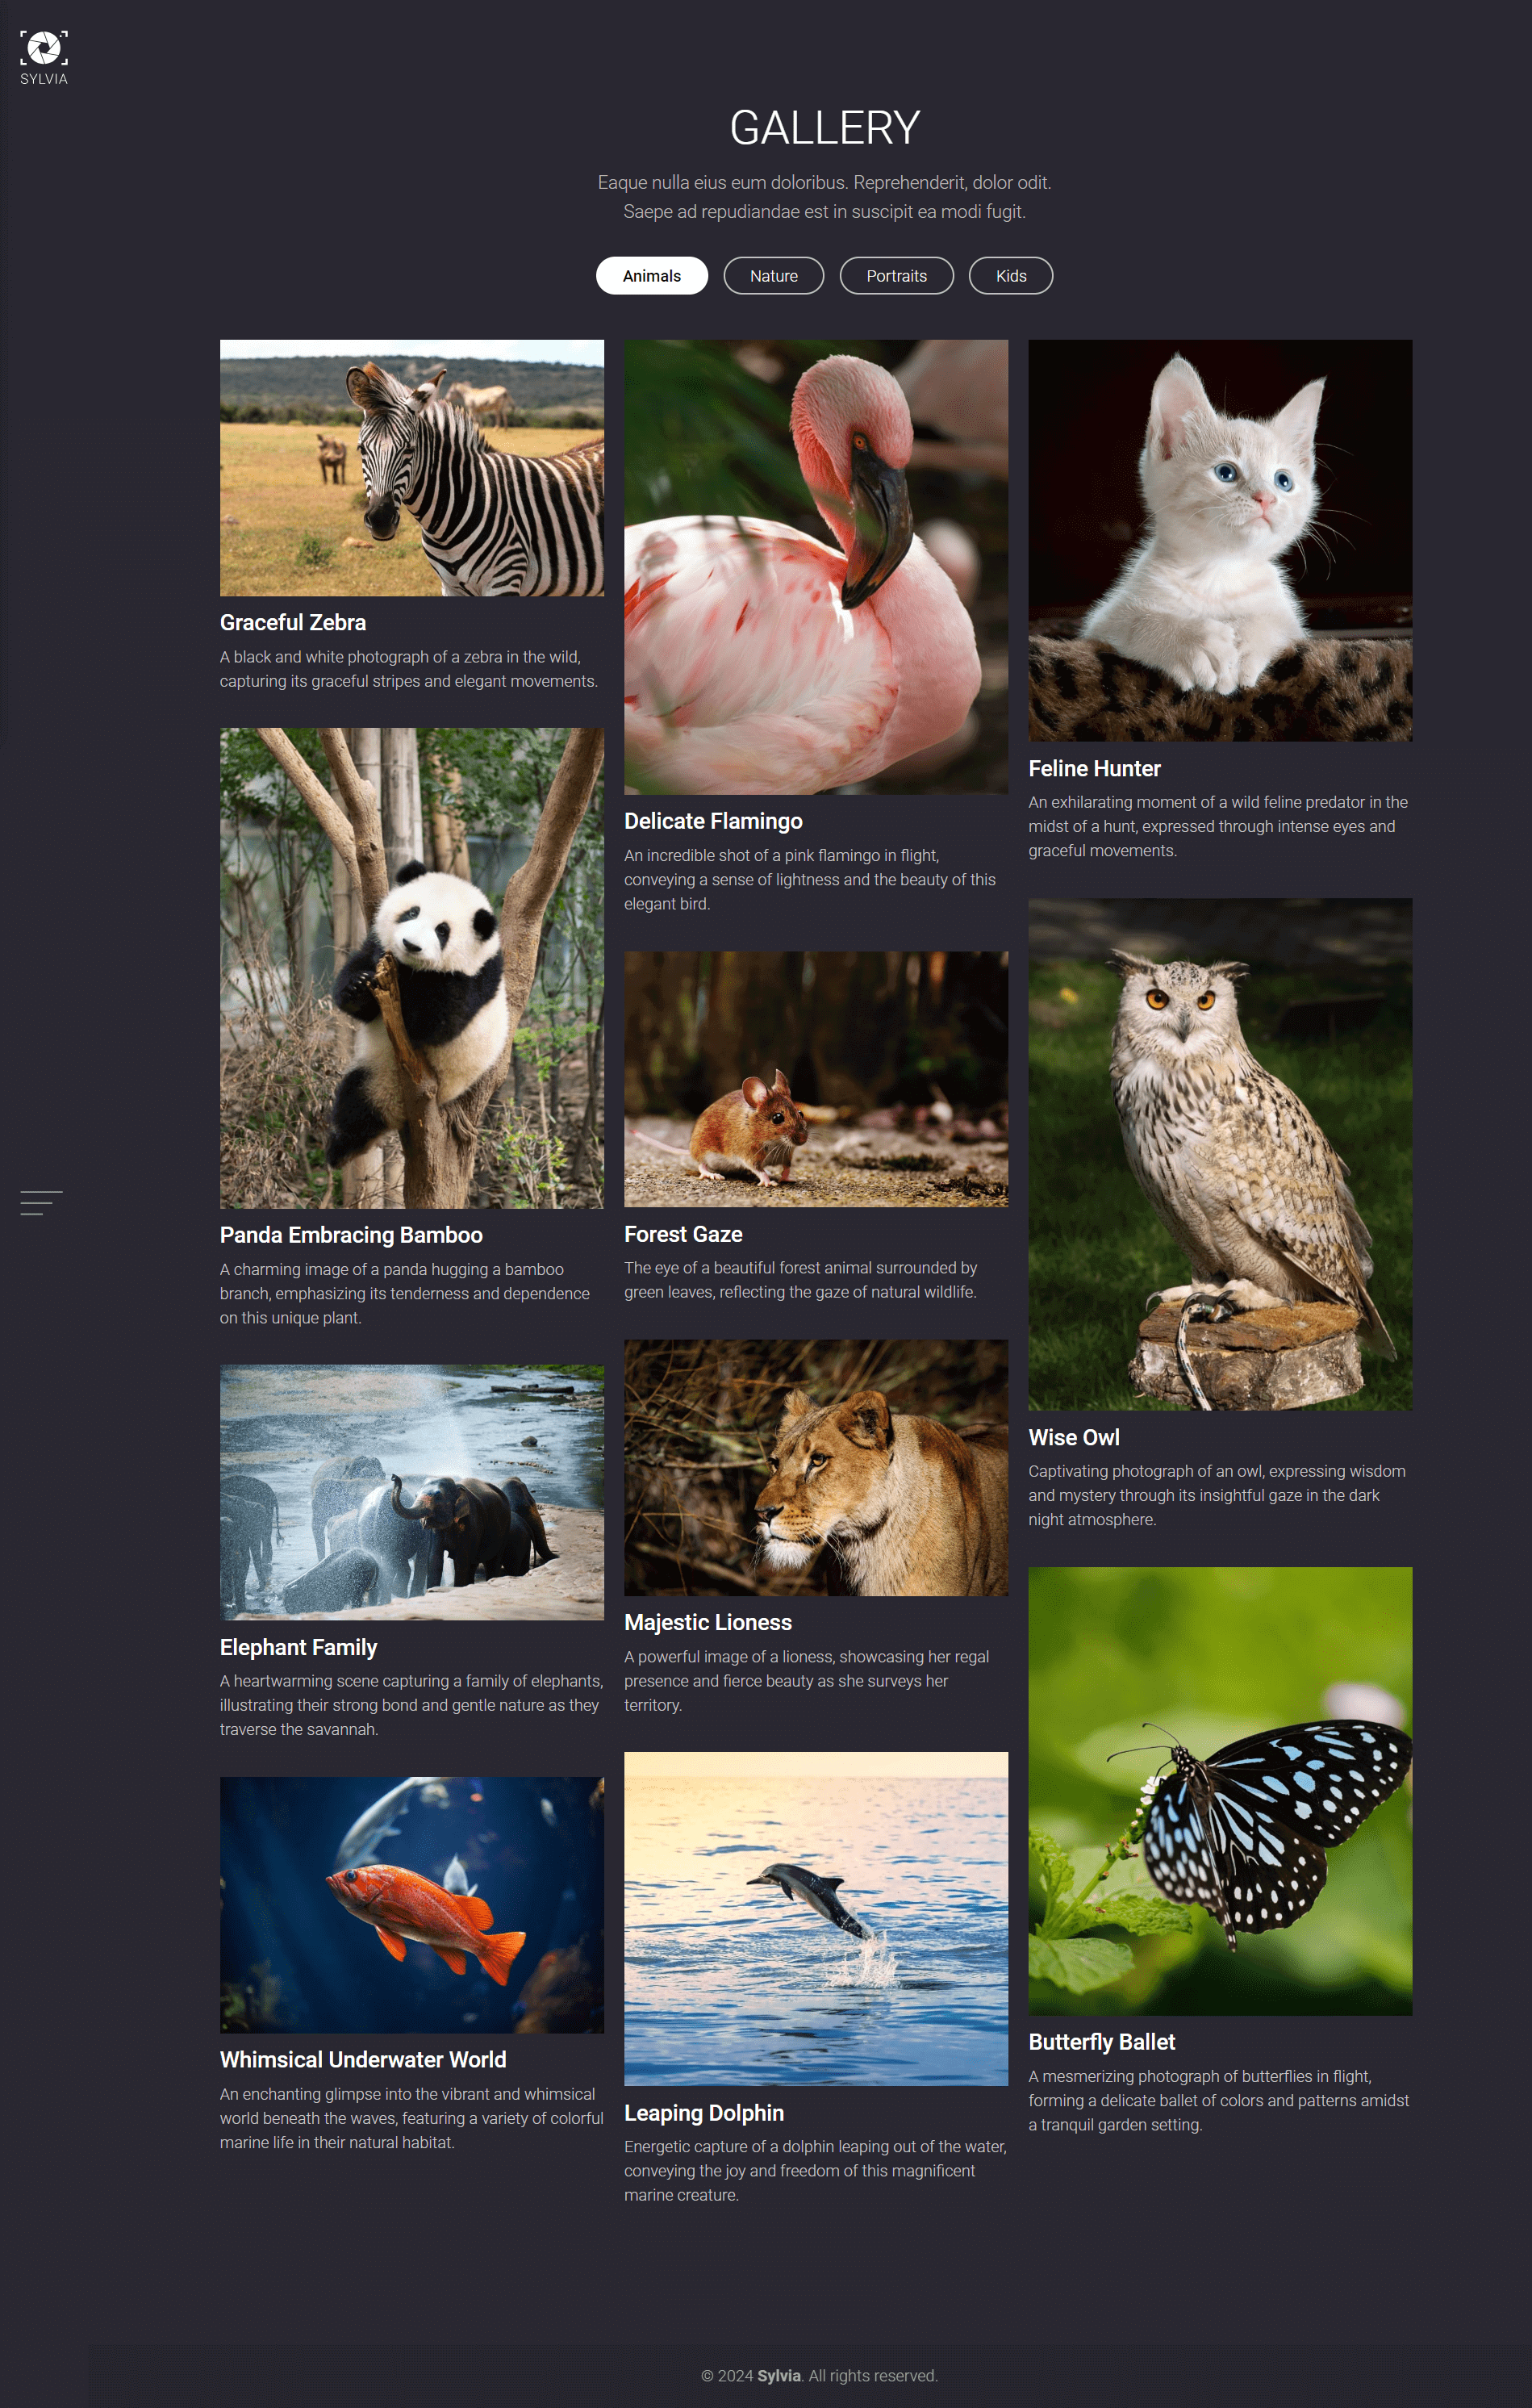 SYLVIA
GALLERY
Eaque nulla eius eum doloribus. Reprehenderit, dolor odit.
Saepe ad repudiandae est in suscipit ea modi fugit.
Animals
Nature
Portraits
Kids
Graceful Zebra
A black and white photograph of a zebra in the wild,
capturing its graceful stripes and elegant movements.
Panda Embracing Bamboo
A charming image of a panda hugging a bamboo
branch, emphasizing its tenderness and dependence
on this unique plant.
Elephant Family
A heartwarming scene capturing a family of elephants,
illustrating their strong bond and gentle nature as they
traverse the savannah.
Whimsical Underwater World
An enchanting glimpse into the vibrant and whimsical
world beneath the waves, featuring a variety of colorful
marine life in their natural habitat.
Delicate Flamingo
An incredible shot of a pink flamingo in flight,
conveying a sense of lightness and the beauty of this
elegant bird.
Forest Gaze
The eye of a beautiful forest animal surrounded by
green leaves, reflecting the gaze of natural wildlife.
Majestic Lioness
A powerful image of a lioness, showcasing her regal
presence and fierce beauty as she surveys her
territory.
Leaping Dolphin
Energetic capture of a dolphin leaping out of the water,
conveying the joy and freedom of this magnificent
marine creature.
Feline Hunter
An exhilarating moment of a wild feline predator in the
midst of a hunt, expressed through intense eyes and
graceful movements.
Wise Owl
Captivating photograph of an owl, expressing wisdom
and mystery through its insightful gaze in the dark
night atmosphere.
Butterfly Ballet
A mesmerizing photograph of butterflies in flight,
forming a delicate ballet of colors and patterns amidst
a tranquil garden setting.
© 2024 Sylvia. All rights reserved.